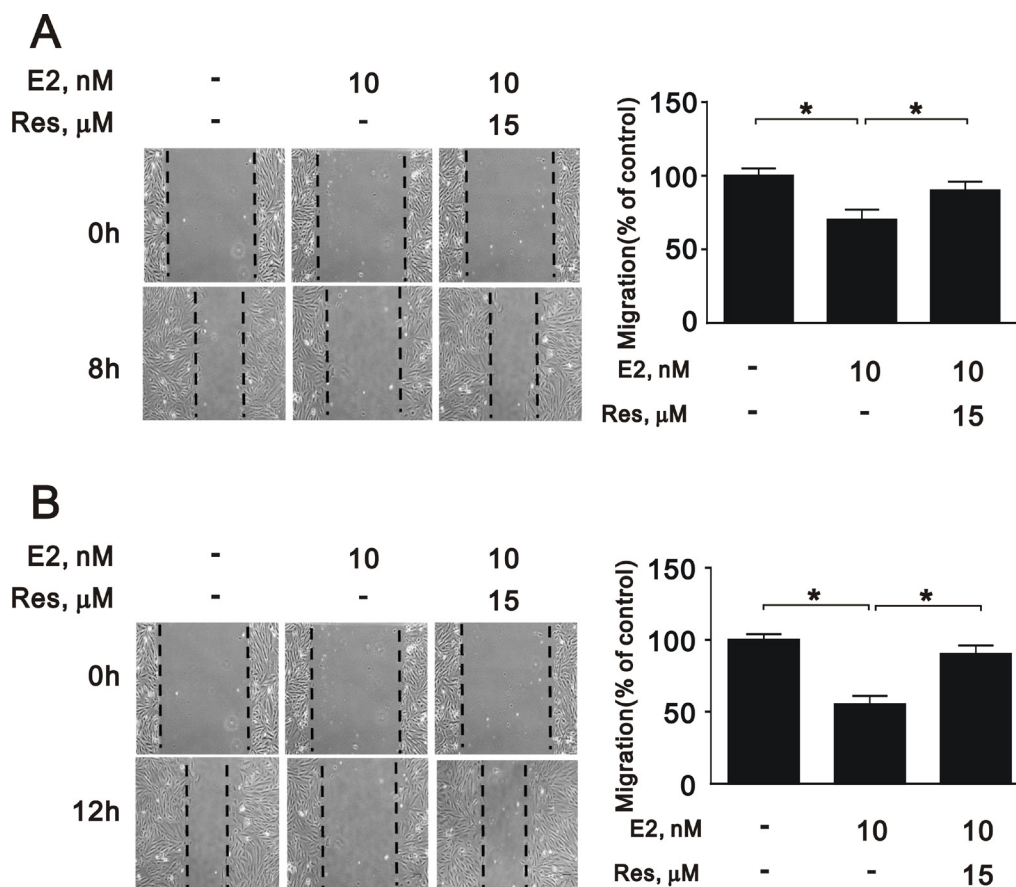 A
E2, nM - 10 10
Res, μM - - 15
0h
8h
Migration(% of control)
150
100
50
0
* *
E2, nM - 10 10
Res, μM - - 15
B
E2, nM - 10 10
Res, μM - - 15
0h
12h
Migration(% of control)
150
100
50
0
* *
E2, nM - 10 10
Res, μM - - 15